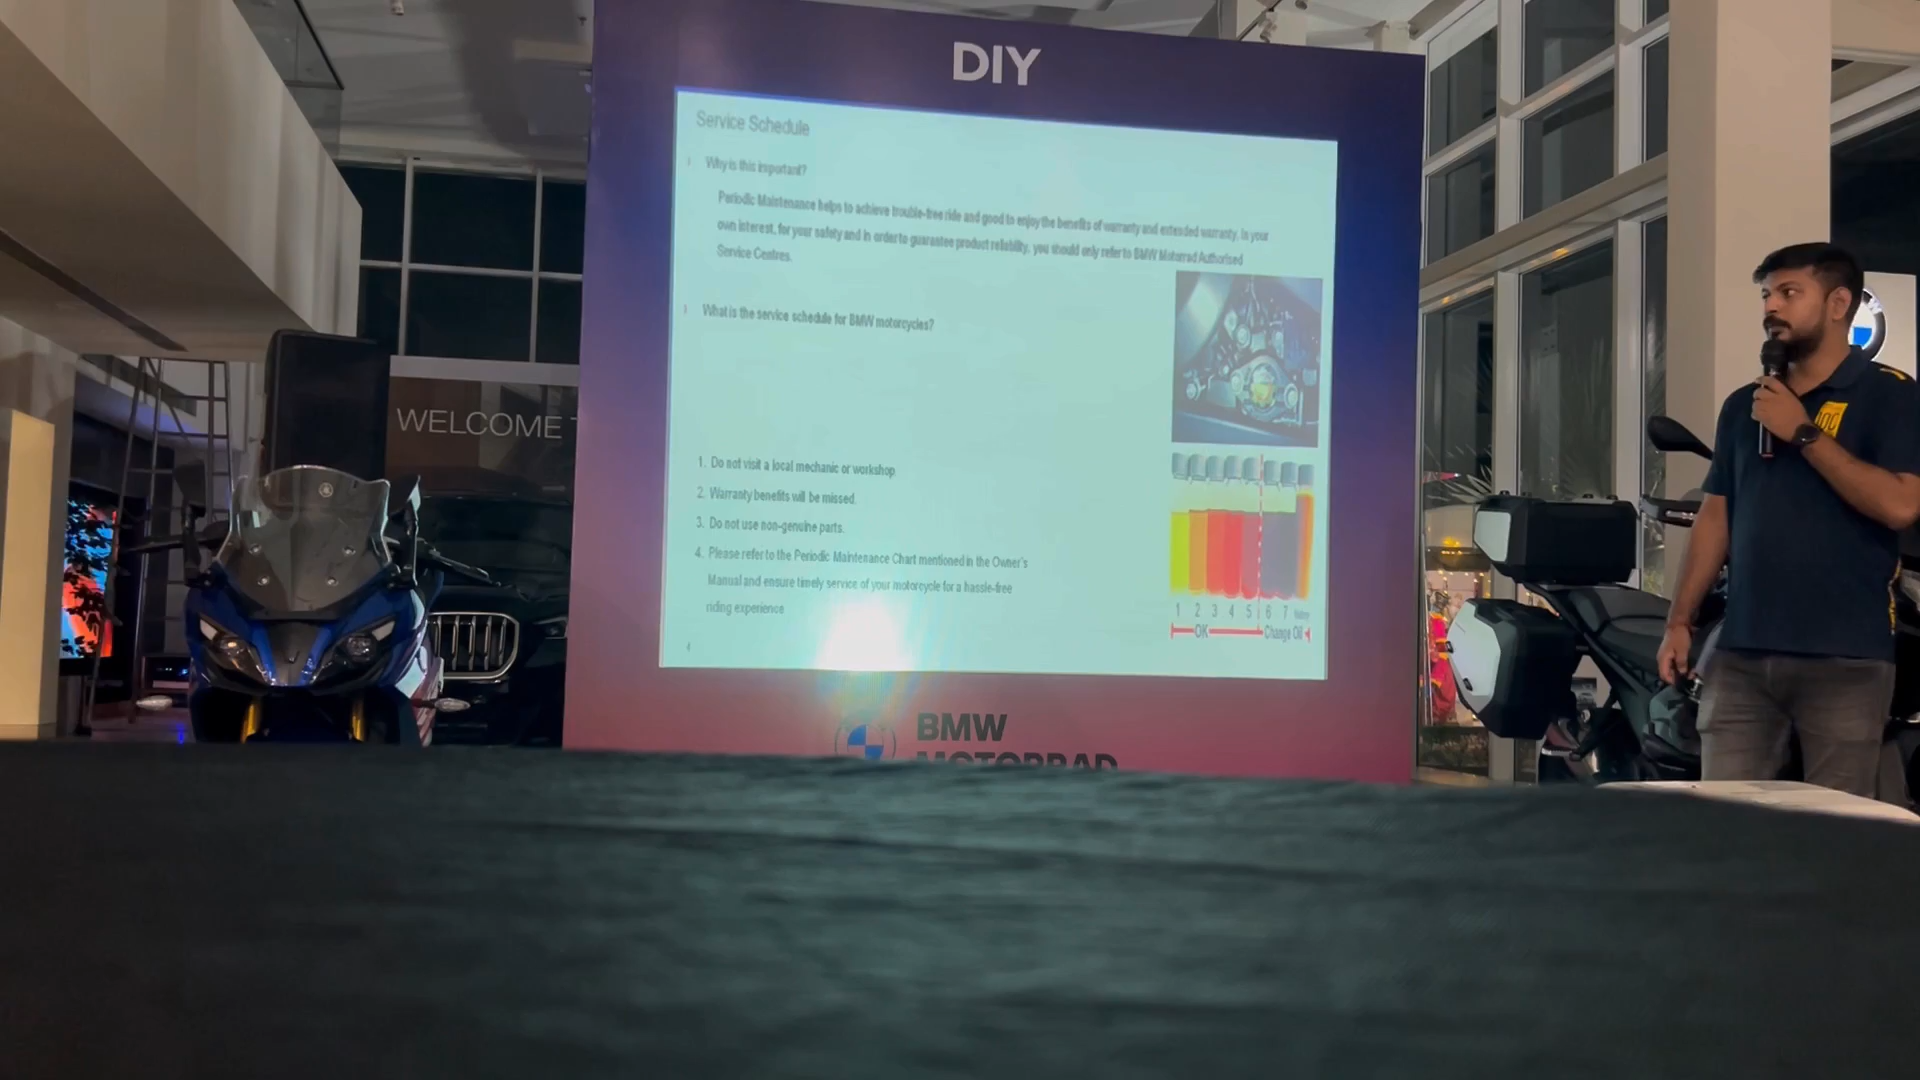 DIY
Service Schedule
Why is this important?
Periodic Maintenance helps to achieve trouble-free ride and good to enjoy the benefits of warranty and extended warranty. In your
own interest, for your safety and in order to guarantee product reliability, you should only refer to BMW Motorrad Authorised
Service Centres.
What is the service schedule for BMW motorcycles?
1. Do not visit a local mechanic or workshop
2. Warranty benefits will be missed.
3. Do not use non-genuine parts.
4. Please refer to the Periodic Maintenance Chart mentioned in the Owner's
Manual and ensure timely service of your motorcycle for a hassle-free
riding experience
1 2 3 4 5 6 7
OK Change Oil
WELCOME
BMW
MOTORRAD